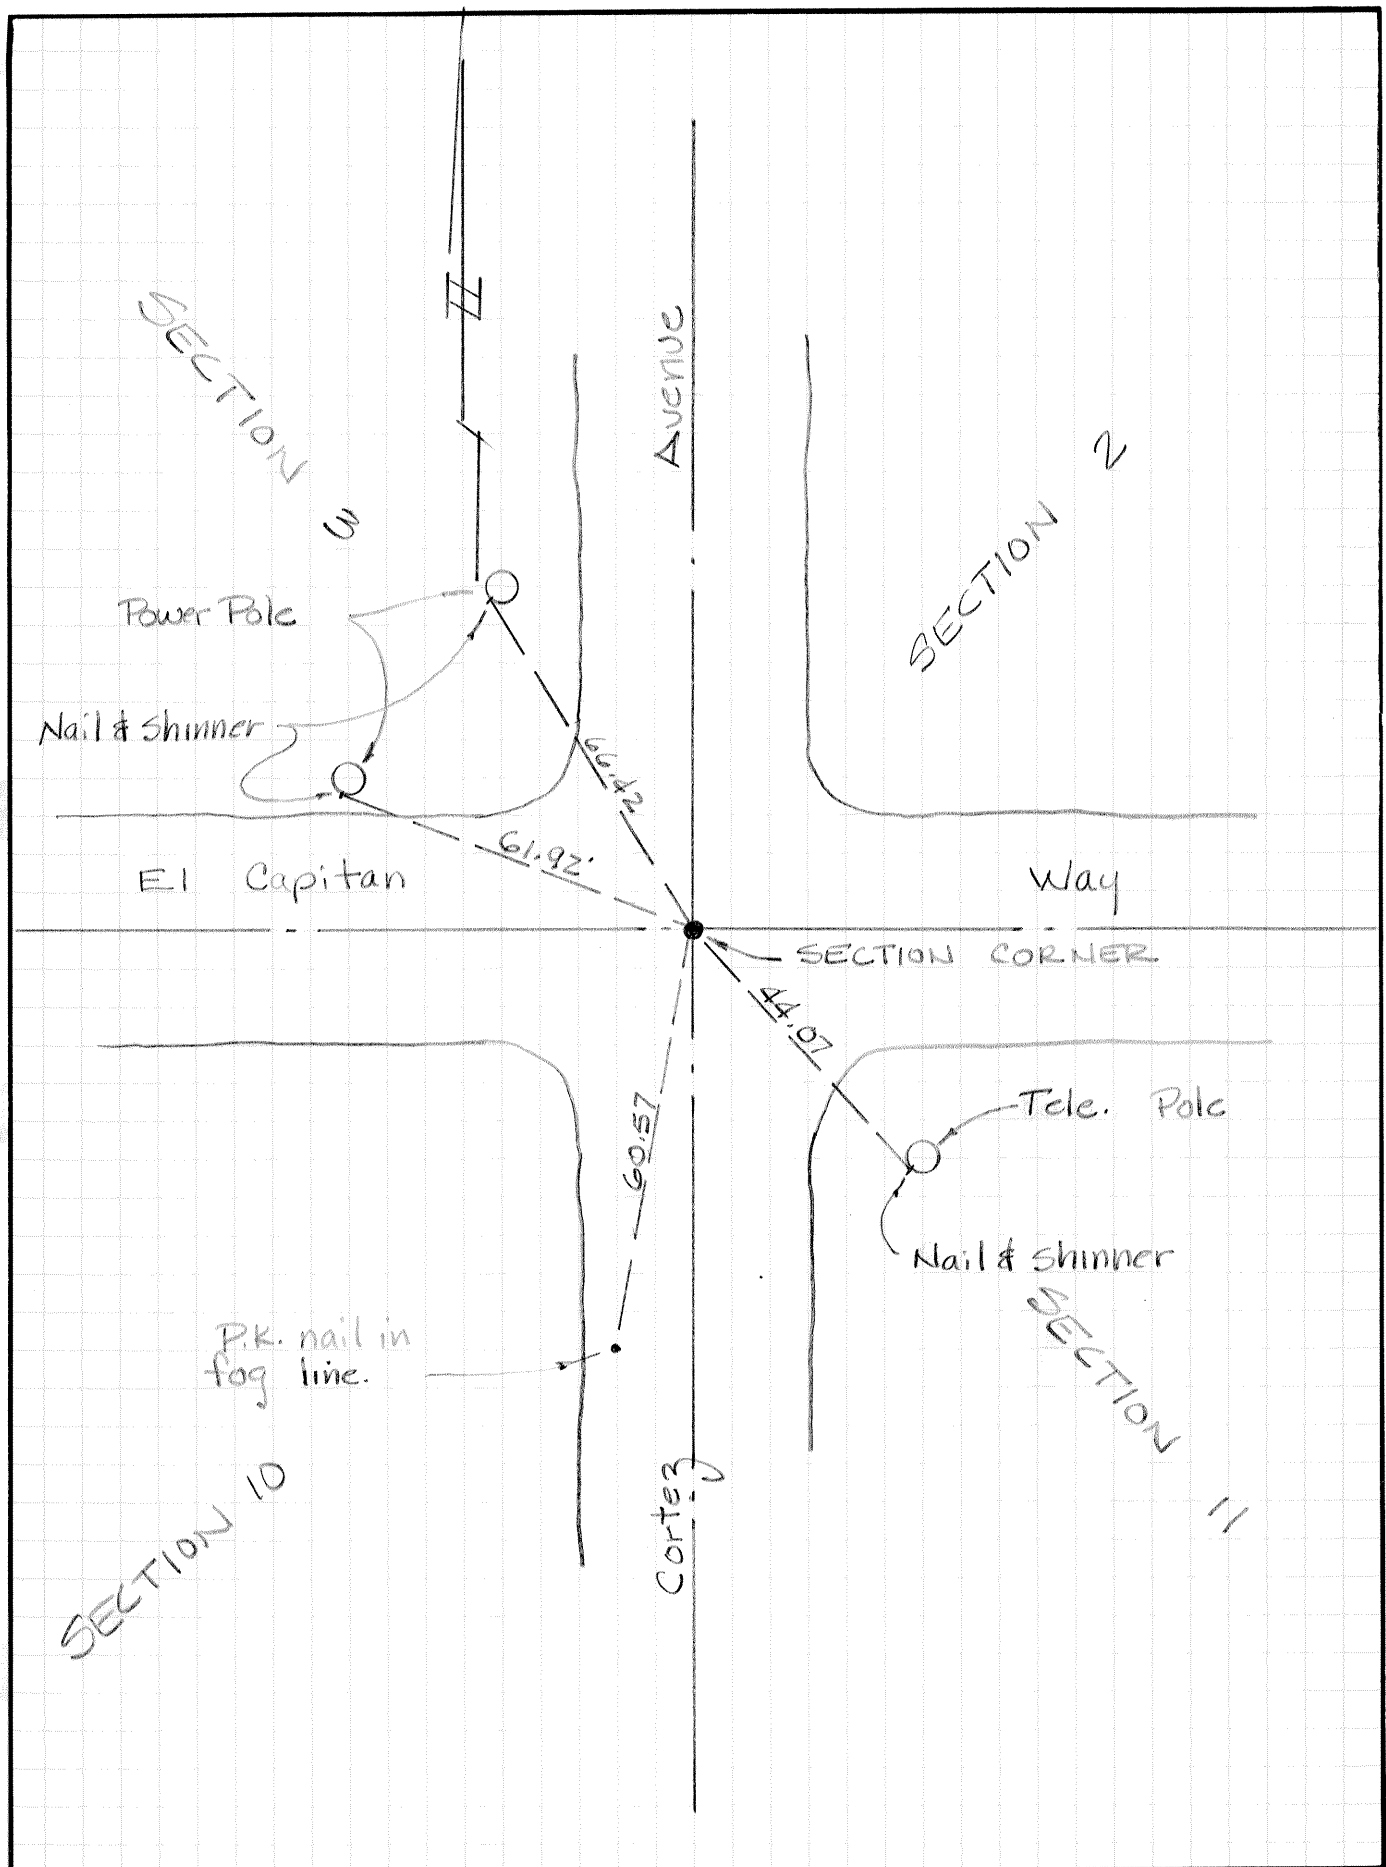 N
Avenue
SECTION 3
SECTION 2
Power Pole
Nail & Shinner
66.42
61.92'
El Capitan Way
SECTION CORNER
44.07
60.57
Tele. Pole
Nail & Shinner
P.K. nail in
fog line.
SECTION 11
SECTION 10
Cortez